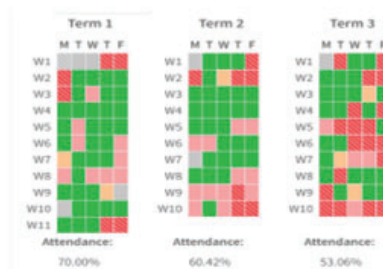 Term 1
M T W T F
W1
W2
W3
W4
W5
W6
W7
W8
W9
W10
W11
Attendance:
70.00%
Term 2
M T W T F
W1
W2
W3
W4
W5
W6
W7
W8
W9
W10
Attendance:
60.42%
Term 3
M T W T F
W1
W2
W3
W4
W5
W6
W7
W8
W9
W10
Attendance:
53.06%